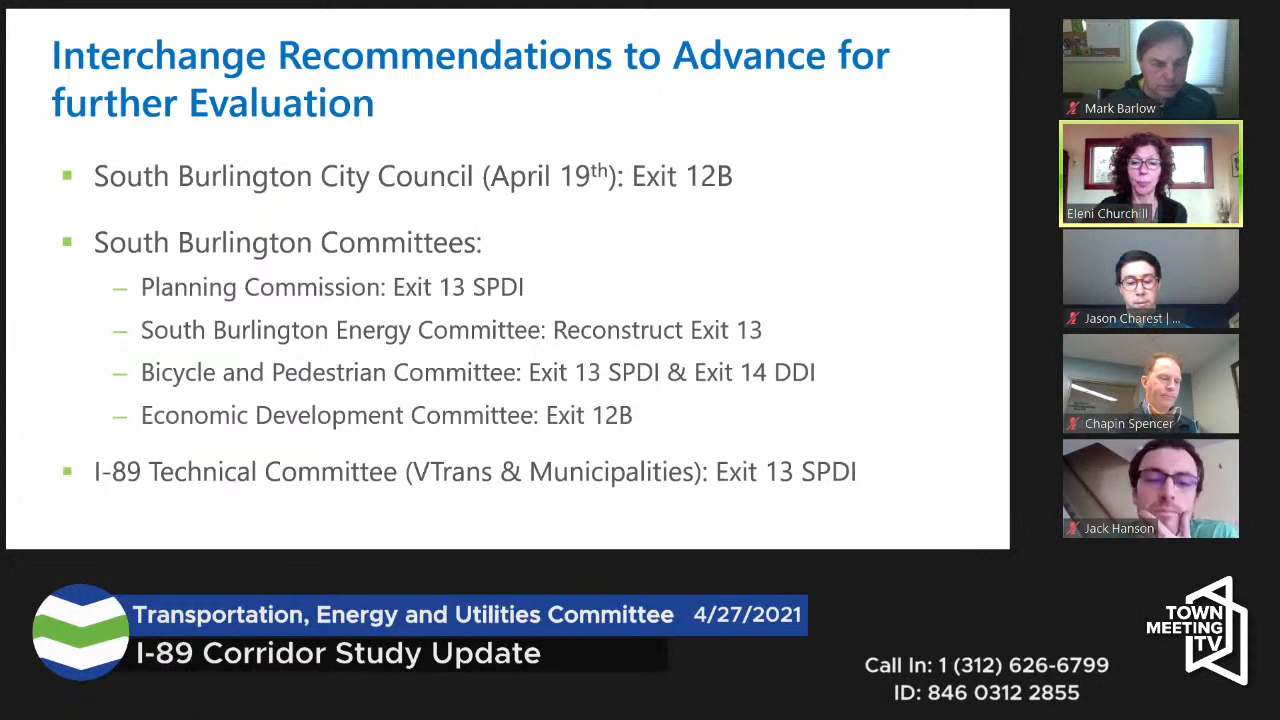 Interchange Recommendations to Advance for
further Evaluation
South Burlington City Council (April 19th): Exit 12B
South Burlington Committees:
– Planning Commission: Exit 13 SPDI
– South Burlington Energy Committee: Reconstruct Exit 13
– Bicycle and Pedestrian Committee: Exit 13 SPDI & Exit 14 DDI
– Economic Development Committee: Exit 12B
I-89 Technical Committee (VTrans & Municipalities): Exit 13 SPDI
Mark Barlow
Eleni Churchill
Jason Charest | ...
Chapin Spencer
Jack Hanson
Transportation, Energy and Utilities Committee 4/27/2021
I-89 Corridor Study Update
Call In: 1 (312) 626-6799
ID: 846 0312 2855
TOWN
MEETING
TV